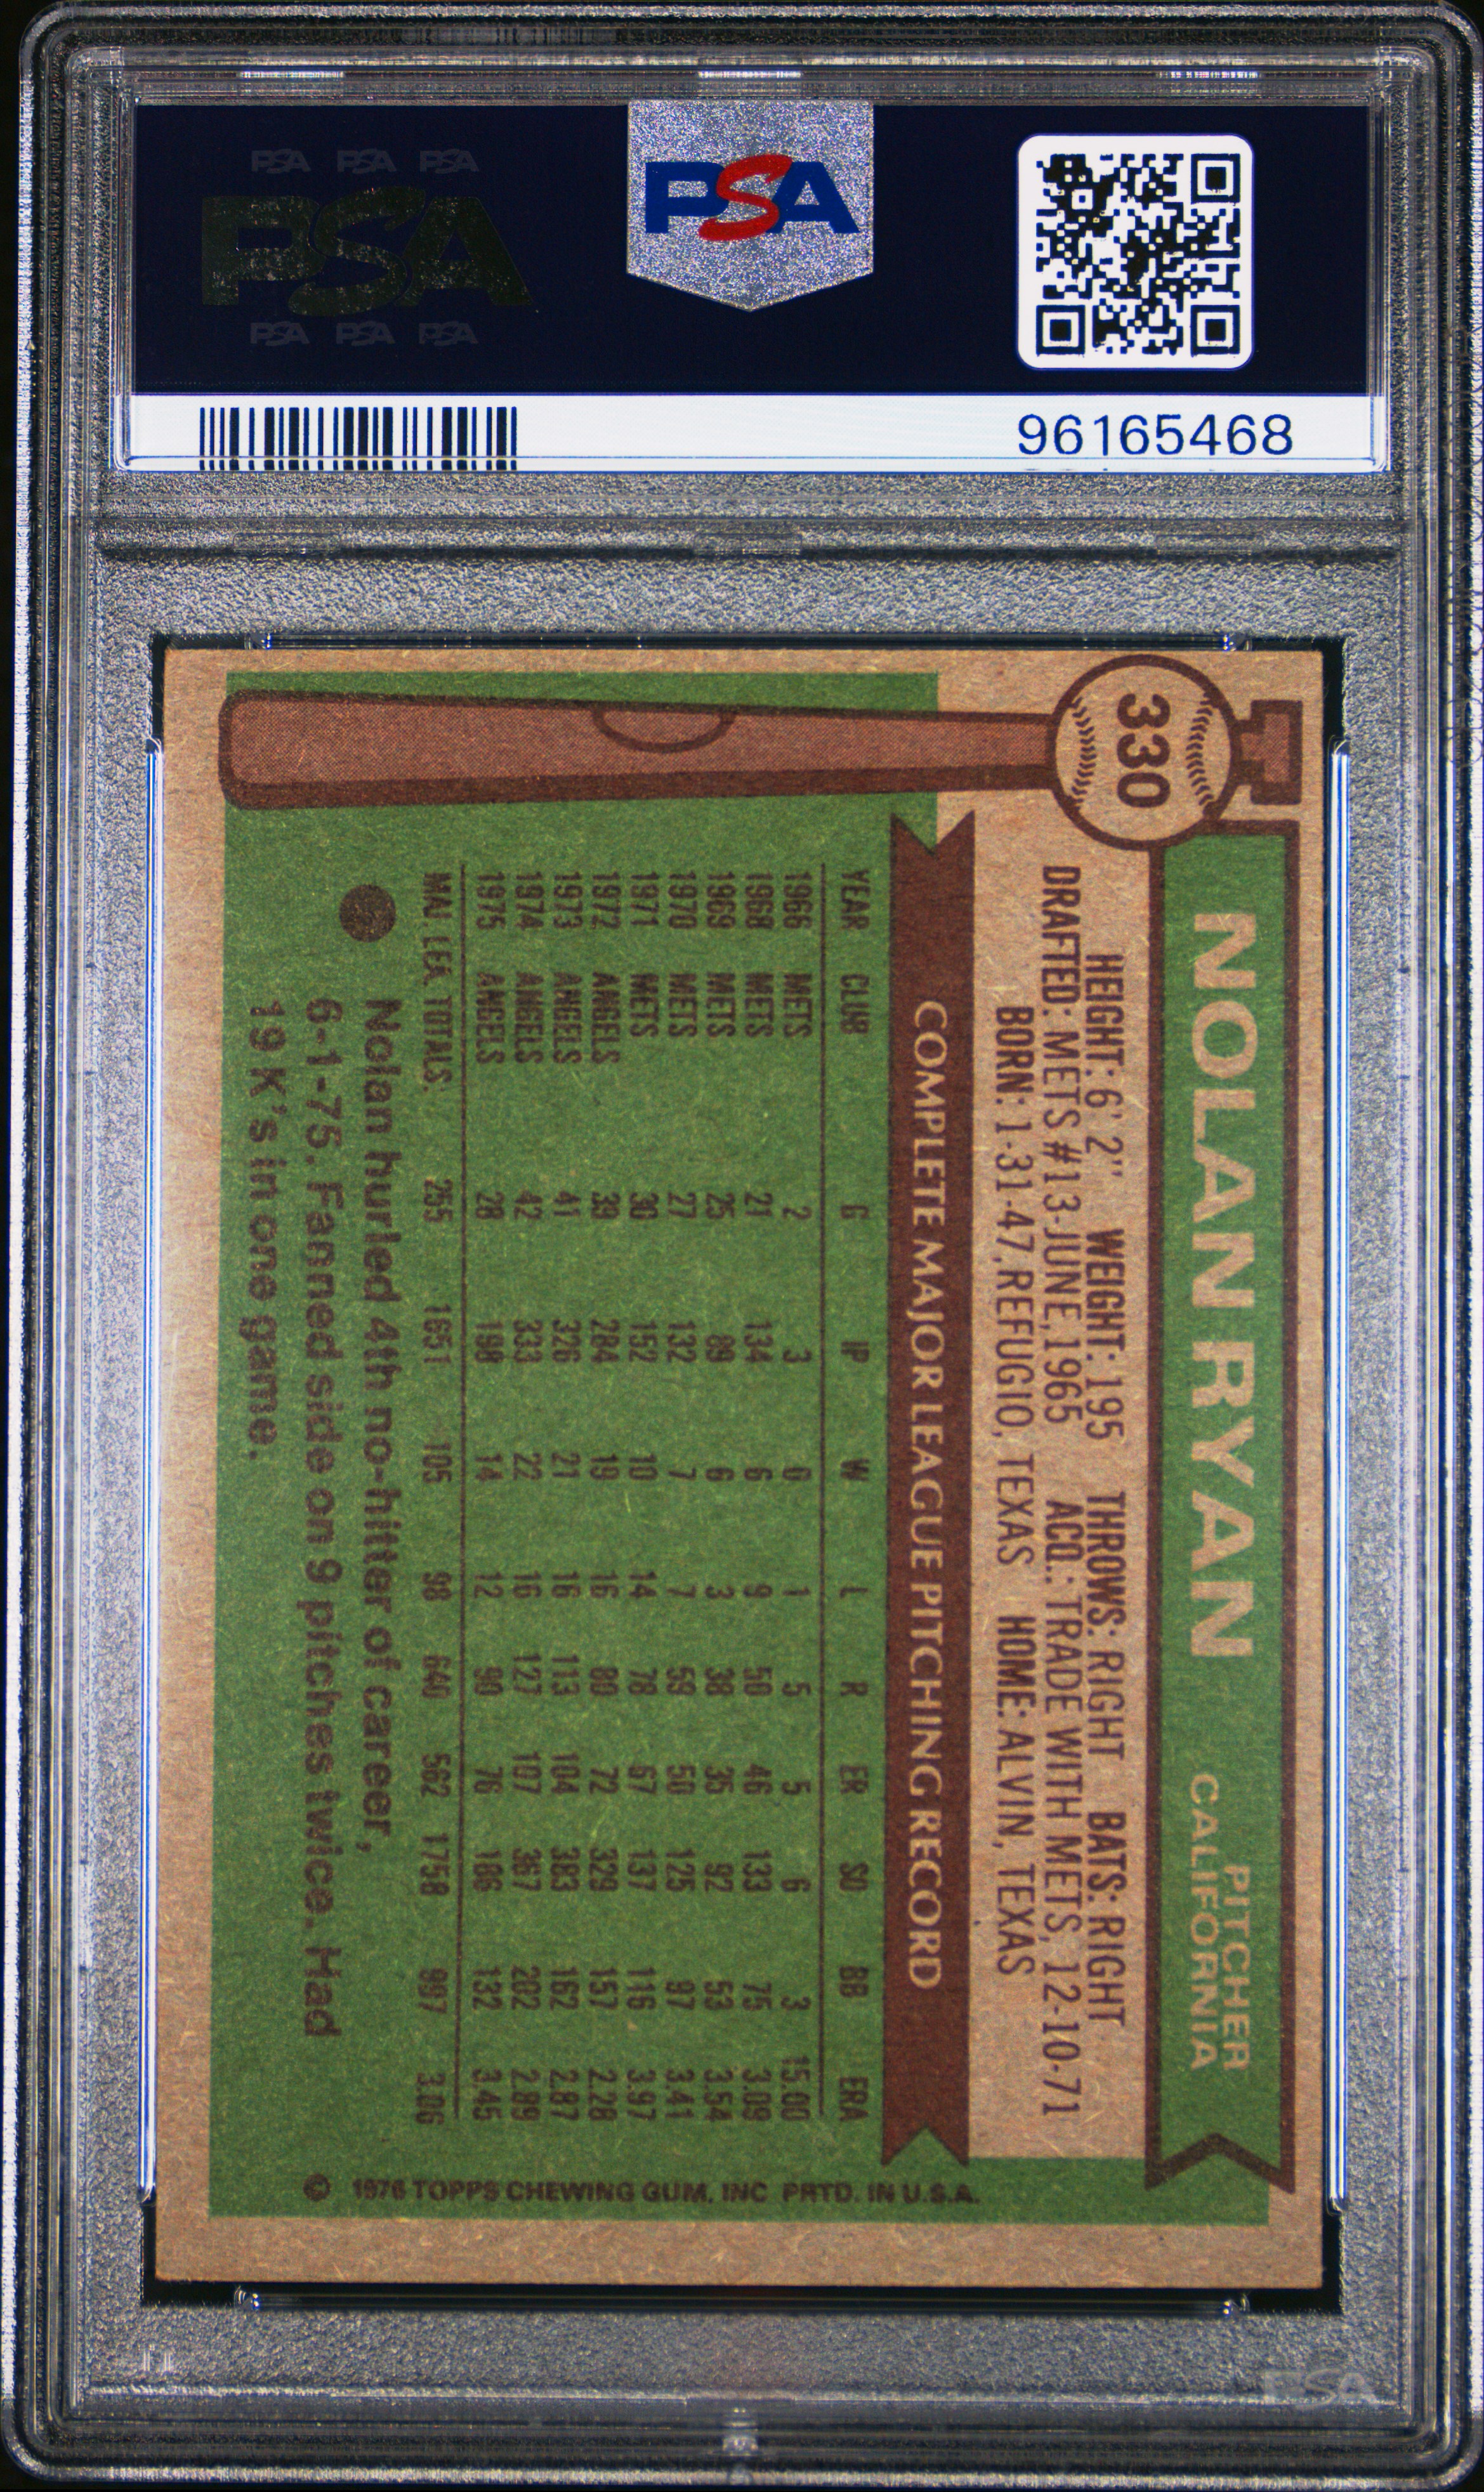 PSA PSA PSA
PSA
PSA PSA PSA
PSA
96165468
330
NOLAN RYAN
PITCHER
CALIFORNIA
HEIGHT: 6' 2" WEIGHT: 195 THROWS: RIGHT BATS: RIGHT
DRAFTED: METS #13-JUNE, 1965 ACQ.: TRADE WITH METS, 12-10-71
BORN: 1-31-47, REFUGIO, TEXAS HOME: ALVIN, TEXAS
COMPLETE MAJOR LEAGUE PITCHING RECORD
YEAR CLUB G IP W L R ER SO BB ERA
1966 METS 2 3 0 1 5 5 6 3 15.00
1968 METS 21 134 6 9 50 46 133 75 3.09
1969 METS 25 89 6 3 38 35 92 53 3.54
1970 METS 27 132 7 7 59 50 125 97 3.41
1971 METS 30 152 10 14 78 67 137 116 3.97
1972 ANGELS 39 284 19 16 80 72 329 157 2.28
1973 ANGELS 41 326 21 16 113 104 383 162 2.87
1974 ANGELS 42 333 22 16 127 107 367 202 2.89
1975 ANGELS 28 198 14 12 90 76 186 132 3.45
MAJ. LEA. TOTALS 255 1651 105 98 640 562 1758 997 3.06
Nolan hurled 4th no-hitter of career,
6-1-75. Fanned side on 9 pitches twice. Had
19 K's in one game.
© 1976 TOPPS CHEWING GUM, INC PRTD. IN U.S.A.
PSA